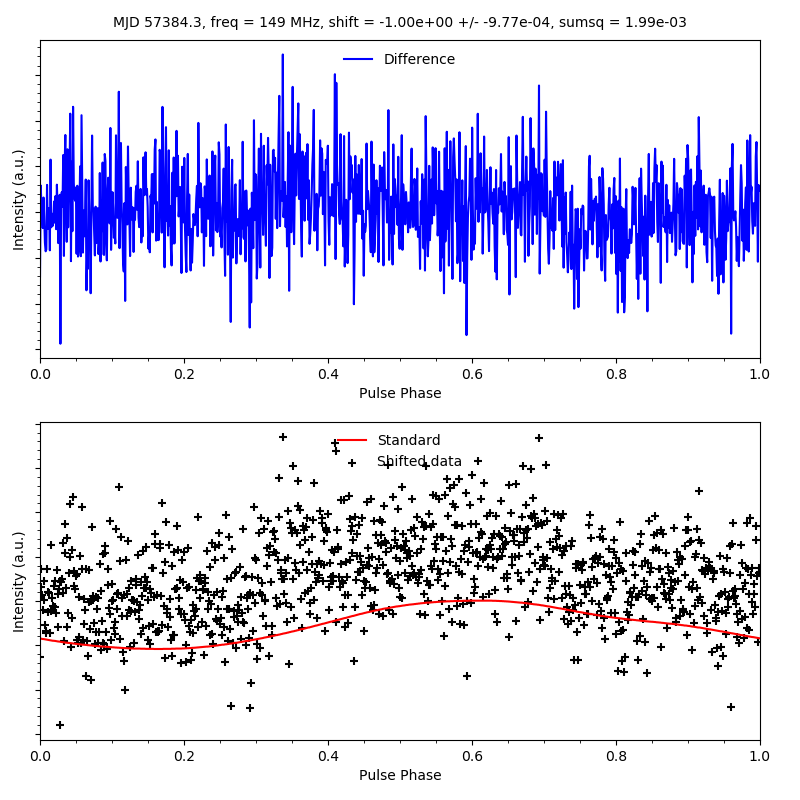 MJD 57384.3, freq = 149 MHz, shift = -1.00e+00 +/- -9.77e-04, sumsq = 1.99e-03
Difference
Intensity (a.u.)
0.0 0.2 0.4 0.6 0.8 1.0
Pulse Phase
Standard
Shifted data
Intensity (a.u.)
0.0 0.2 0.4 0.6 0.8 1.0
Pulse Phase